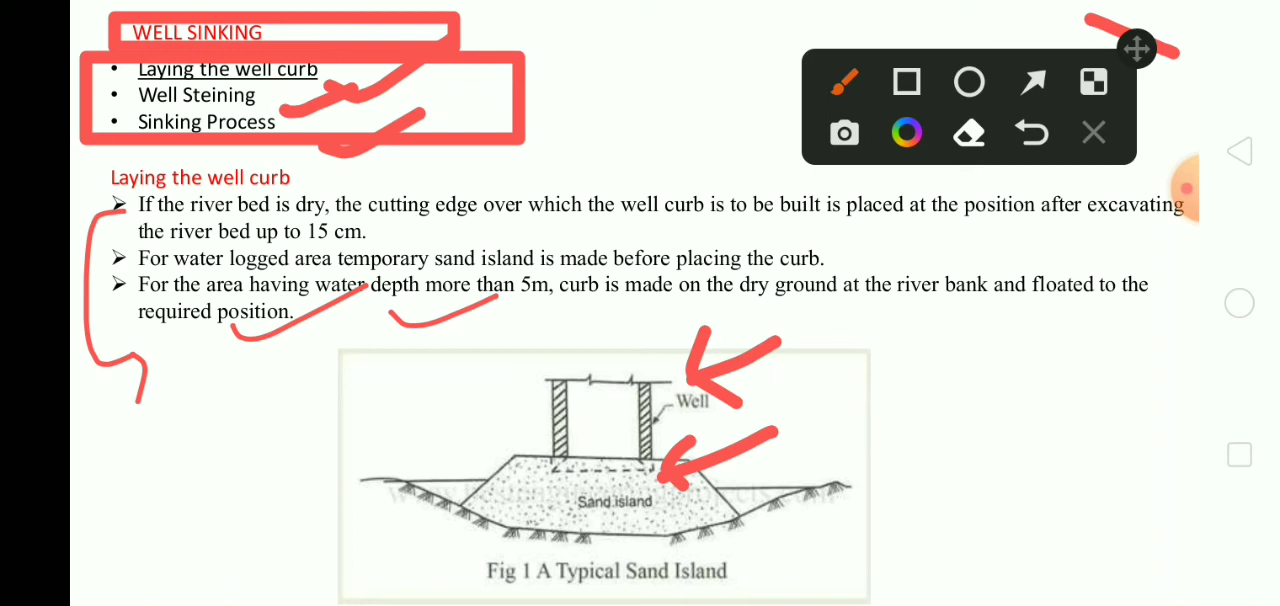 WELL SINKING
• Laying the well curb
• Well Steining
• Sinking Process
Laying the well curb
➢ If the river bed is dry, the cutting edge over which the well curb is to be built is placed at the position after excavating
the river bed up to 15 cm.
➢ For water logged area temporary sand island is made before placing the curb.
➢ For the area having water depth more than 5m, curb is made on the dry ground at the river bank and floated to the
required position.
Well
Sand island
Fig 1 A Typical Sand Island